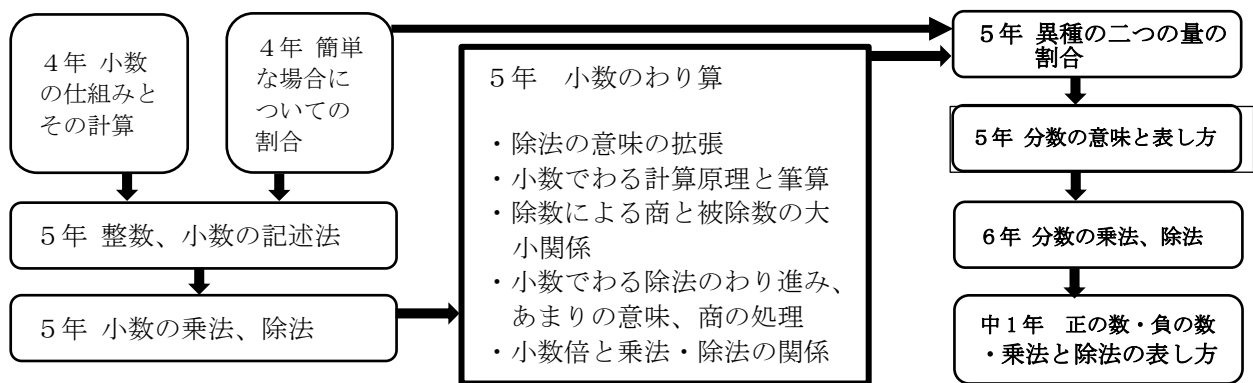 ４年 小数
の仕組みと
その計算
４年 簡単
な場合に
ついての
割合
５年 整数、小数の記述法
５年 小数の乗法、除法
５年　小数のわり算
・除法の意味の拡張
・小数でわる計算原理と筆算
・除数による商と被除数の大
小関係
・小数でわる除法のわり進み、
あまりの意味、商の処理
・小数倍と乗法・除法の関係
５年 異種の二つの量の
割合
５年 分数の意味と表し方
６年 分数の乗法、除法
中１年　正の数・負の数
・乗法と除法の表し方